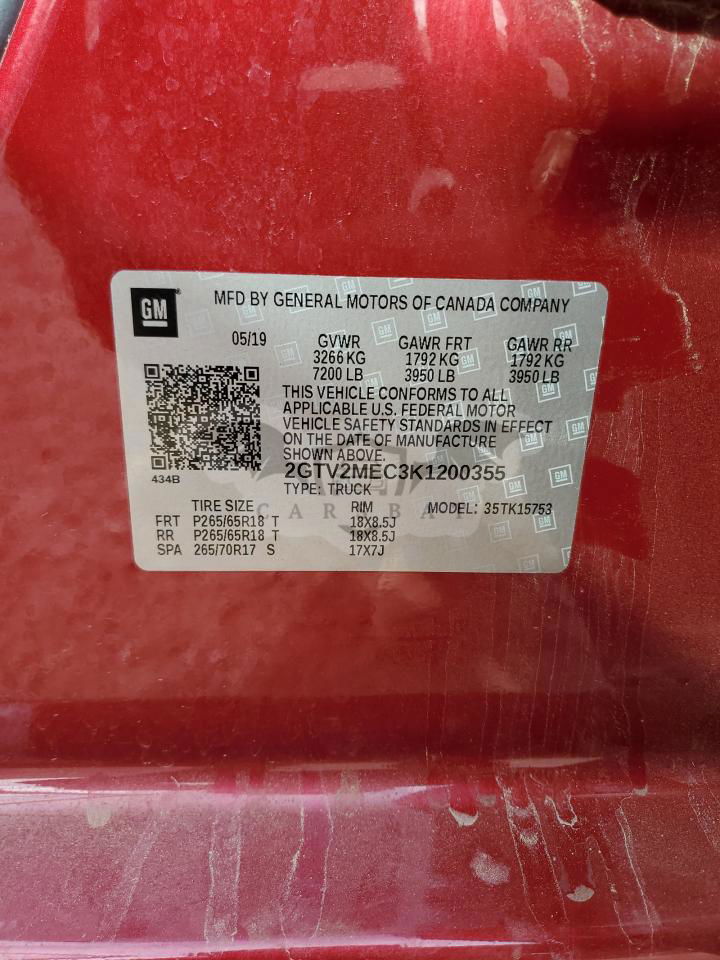 GM MFD BY GENERAL MOTORS OF CANADA COMPANY
05/19 GVWR GAWR FRT GAWR RR
3266 KG 1792 KG 1792 KG
7200 LB 3950 LB 3950 LB
THIS VEHICLE CONFORMS TO ALL
APPLICABLE U.S. FEDERAL MOTOR
VEHICLE SAFETY STANDARDS IN EFFECT
ON THE DATE OF MANUFACTURE
SHOWN ABOVE.
434B 2GTV2MEC3K1200355
TYPE: TRUCK
TIRE SIZE RIM MODEL: 35TK15753
FRT P265/65R18 T 18X8.5J
RR P265/65R18 T 18X8.5J
SPA 265/70R17 S 17X7J